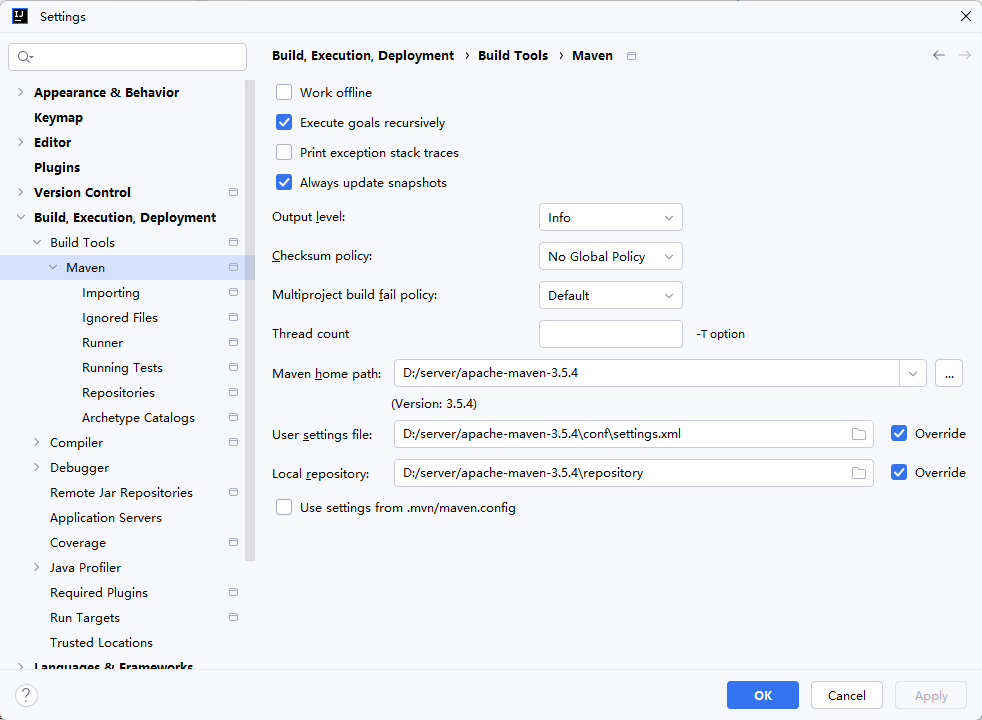 Settings
Appearance & Behavior
Keymap
Editor
Plugins
Version Control
Build, Execution, Deployment
Build Tools
Maven
Importing
Ignored Files
Runner
Running Tests
Repositories
Archetype Catalogs
Compiler
Debugger
Remote Jar Repositories
Application Servers
Coverage
Java Profiler
Required Plugins
Run Targets
Trusted Locations
Languages & Frameworks
Build, Execution, Deployment › Build Tools › Maven
Work offline
Execute goals recursively
Print exception stack traces
Always update snapshots
Output level: Info
Checksum policy: No Global Policy
Multiproject build fail policy: Default
Thread count -T option
Maven home path: D:/server/apache-maven-3.5.4 ...
(Version: 3.5.4)
User settings file: D:/server/apache-maven-3.5.4\conf\settings.xml Override
Local repository: D:/server/apache-maven-3.5.4\repository Override
Use settings from .mvn/maven.config
? OK Cancel Apply